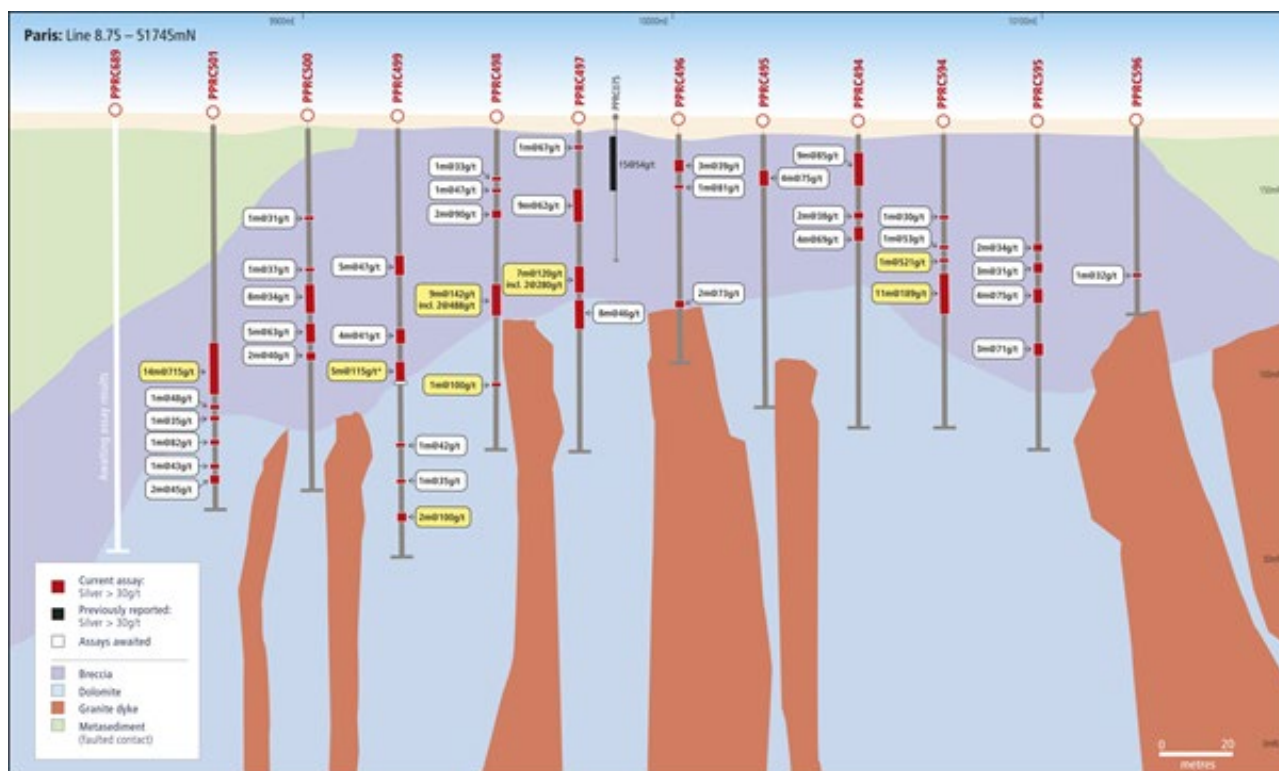 9900mE
10000mE
10100mE
Paris: Line 8.75 – 51745mN
PPRC689
PPRC501
PPRC500
PPRC499
PPRC498
PPRC497
PPRC075
PPRC496
PPRC495
PPRC494
PPRC594
PPRC595
PPRC596
14m@715g/t
1m@48g/t
1m@35g/t
1m@82g/t
1m@43g/t
2m@45g/t
1m@31g/t
1m@37g/t
8m@34g/t
5m@63g/t
2m@40g/t
5m@47g/t
4m@41g/t
5m@115g/t*
1m@42g/t
1m@35g/t
2m@100g/t
1m@33g/t
1m@47g/t
2m@90g/t
9m@142g/t
incl. 2@488g/t
1m@100g/t
1m@67g/t
9m@62g/t
7m@120g/t
incl. 2@280g/t
8m@46g/t
15@54g/t
3m@39g/t
1m@81g/t
2m@73g/t
9m@85g/t
2m@38g/t
4m@69g/t
1m@30g/t
1m@53g/t
1m@521g/t
11m@189g/t
2m@34g/t
3m@31g/t
3m@71g/t
1m@32g/t
150mRL
100mRL
Awaiting assay results
Current assay:
Silver > 30g/t
Previously reported:
Silver > 30g/t
Assays awaited
Breccia
Dolomite
Granite dyke
Metasediment
(faulted contact)
0 20
metres